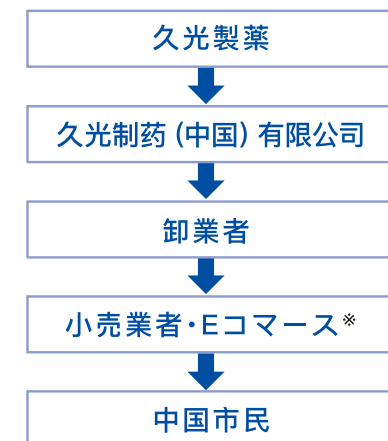 久光製薬
久光制药（中国）有限公司
卸業者
小売業者・Eコマース※
中国市民